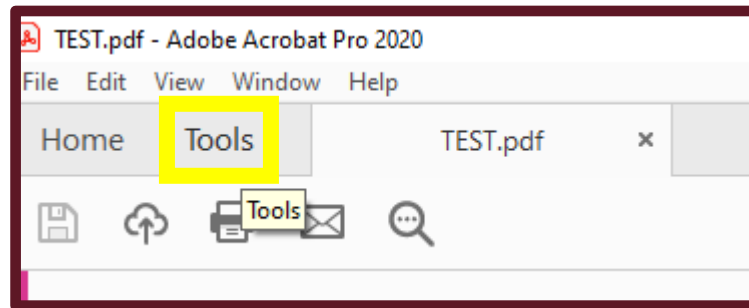 TEST.pdf - Adobe Acrobat Pro 2020
File Edit View Window Help
Home Tools TEST.pdf ×
Tools